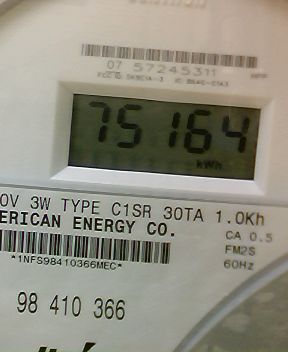 07 57245311
75164
kWh
0V 3W TYPE C1SR 30TA 1.0Kh
ERICAN ENERGY CO.
CA 0.5
FM2S
*1NFS98410366MEC*
60Hz
98 410 366